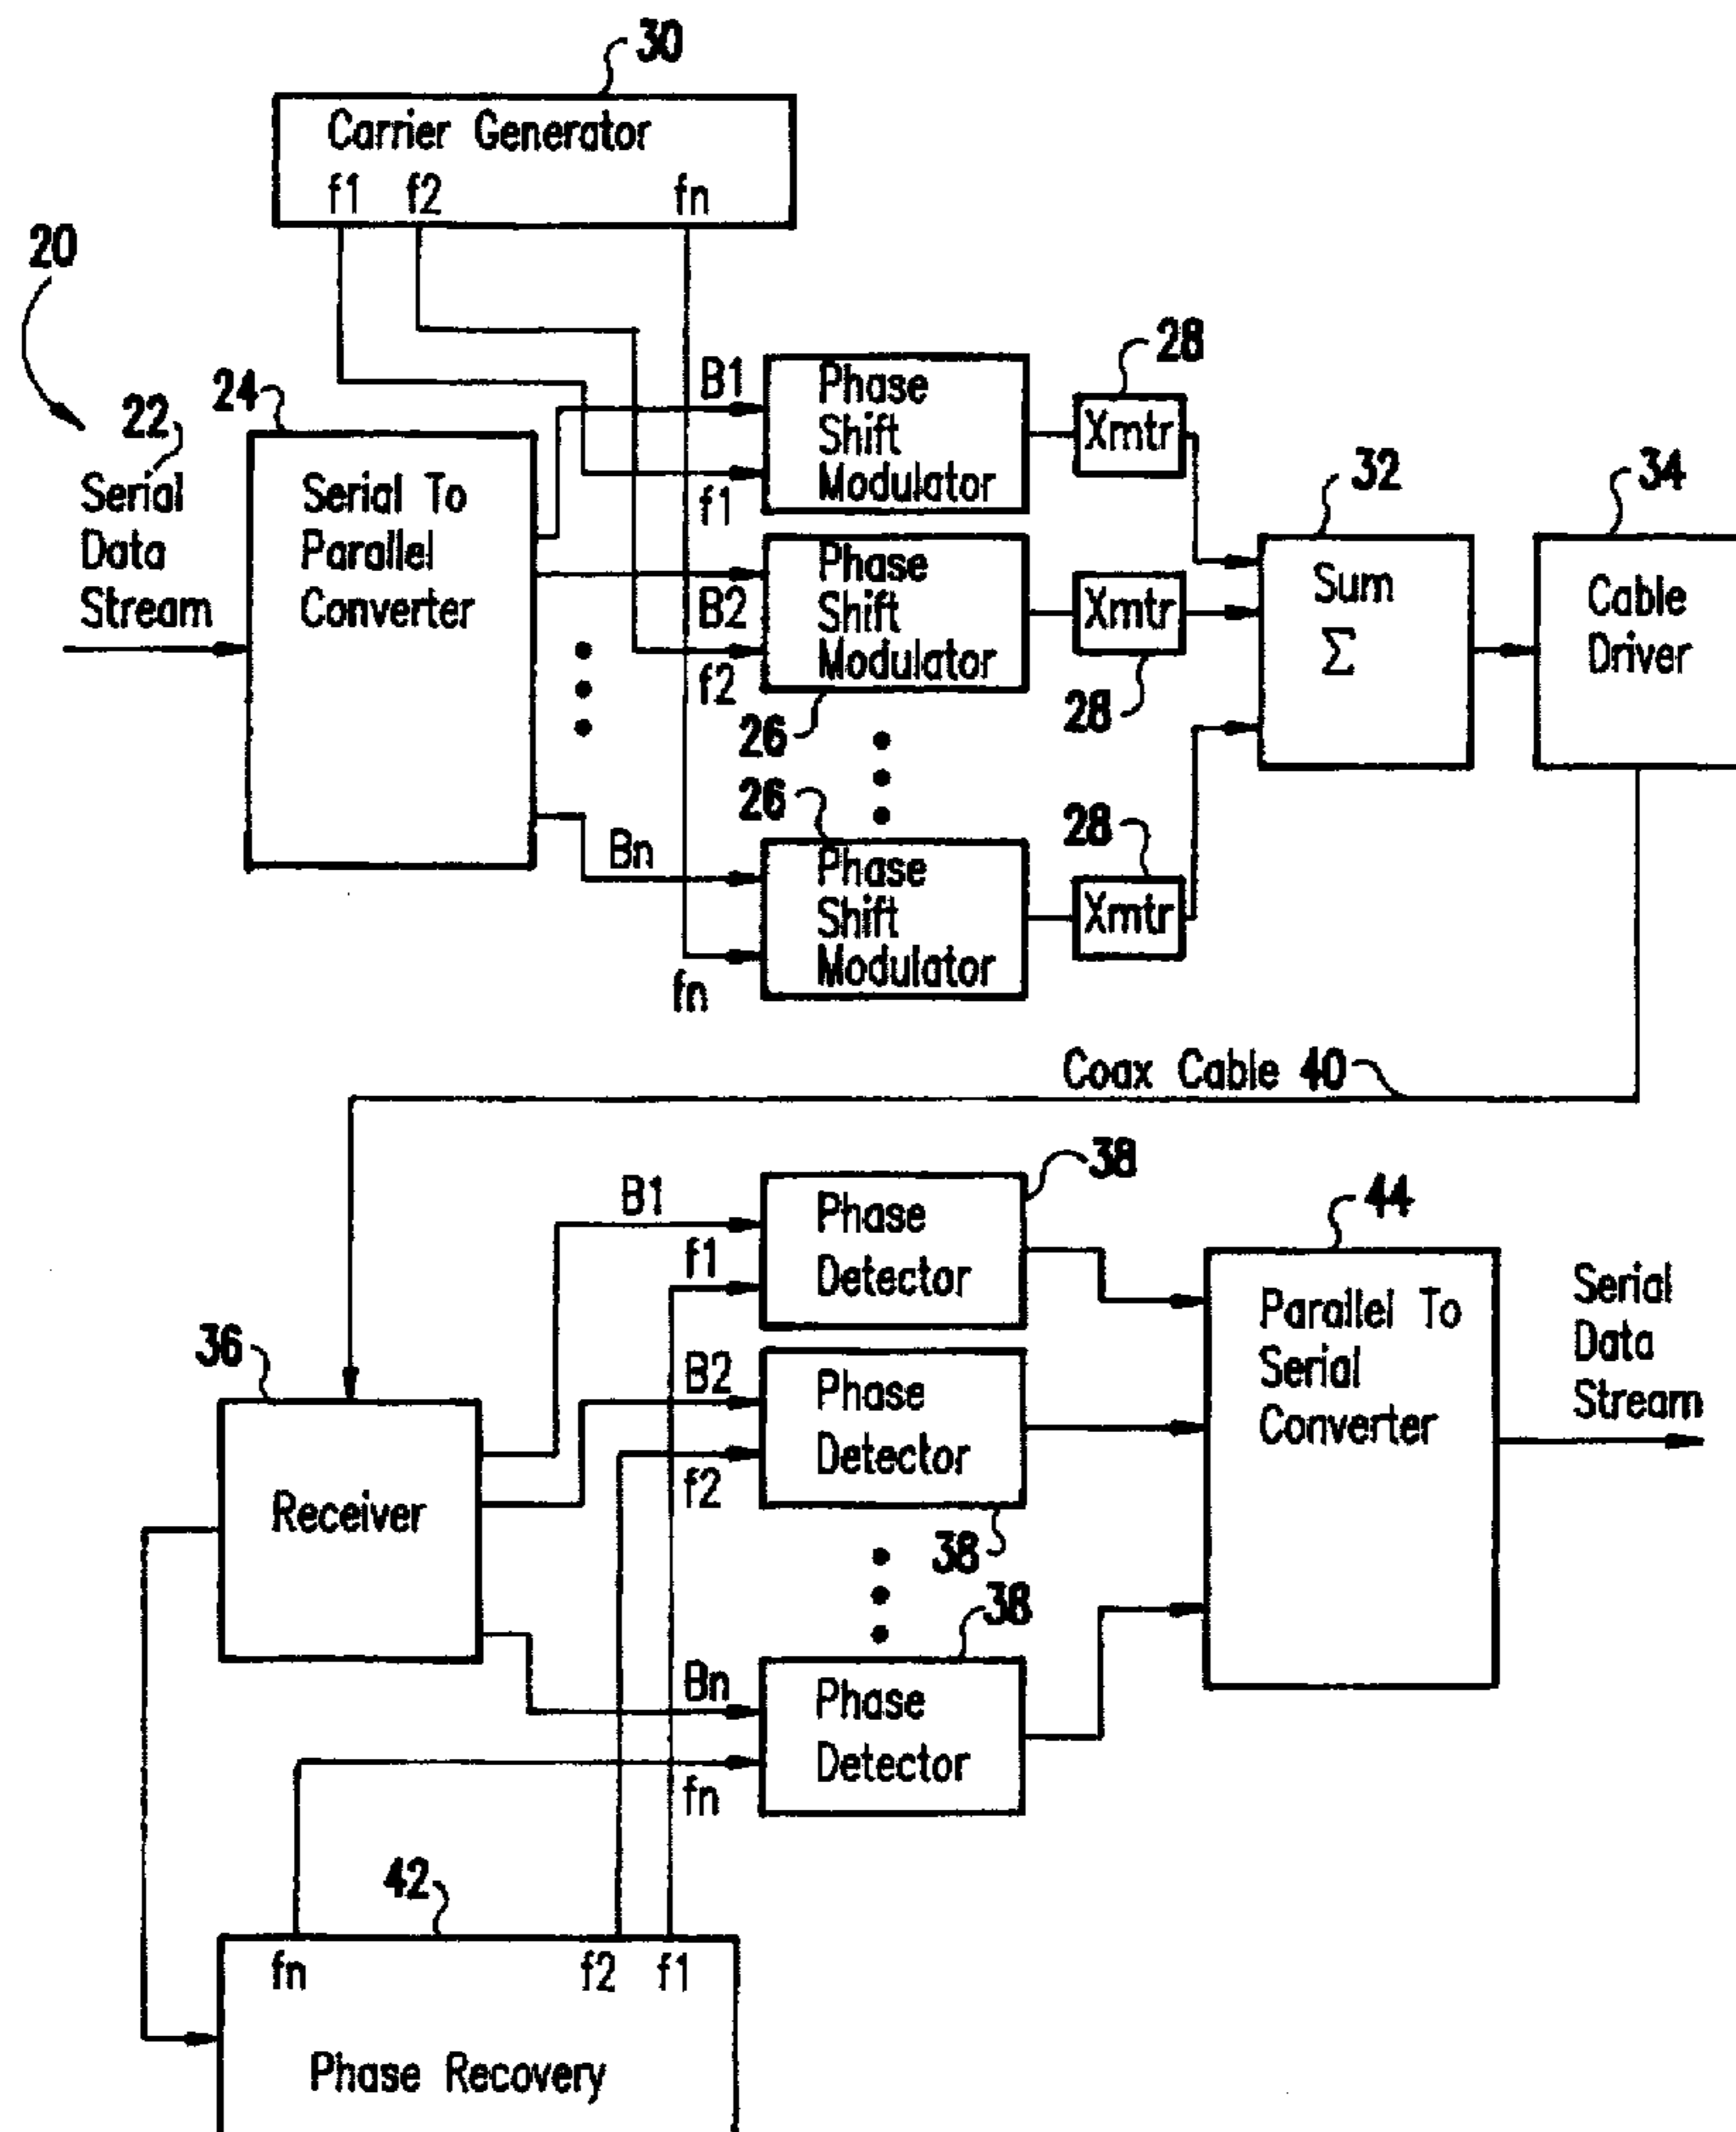 30
Carrier Generator
f1 f2 fn
20
22
Serial
Data
Stream
24
Serial To
Parallel
Converter
B1
f1
Phase
Shift
Modulator
28
Xmtr
B2
f2
Phase
Shift
Modulator
26
Xmtr
28
26
Bn
fn
Phase
Shift
Modulator
28
Xmtr
32
Sum
Σ
34
Cable
Driver
Coax Cable 40
36
Receiver
B1
f1
Phase
Detector
38
B2
f2
Phase
Detector
38
38
Bn
fn
Phase
Detector
44
Parallel To
Serial
Converter
Serial
Data
Stream
42
fn f2 f1
Phase Recovery